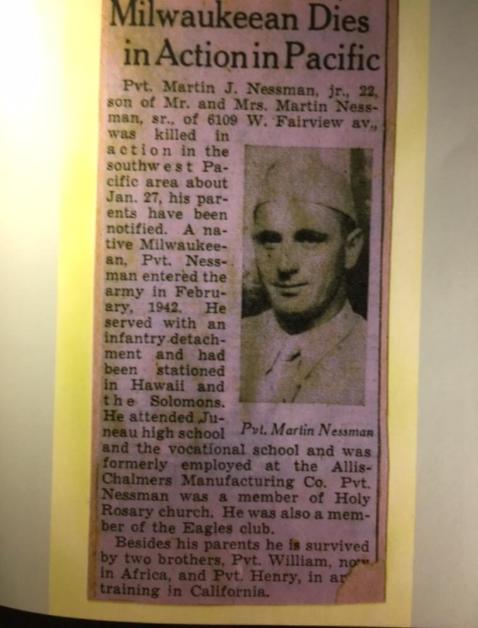 Milwaukeean Dies
in Action in Pacific
Pvt. Martin J. Nessman, jr., 22,
son of Mr. and Mrs. Martin Ness-
man, sr., of 6109 W. Fairview av.,
was killed in
action in the
southwest Pa-
cific area about
Jan. 27, his par-
ents have been
notified. A na-
tive Milwaukee-
an, Pvt. Ness-
man entered the
army in Febru-
ary, 1942. He
served with an
infantry detach-
ment and had
been stationed
in Hawaii and
the Solomons.
He attended Ju-
neau high school
Pvt. Martin Nessman
and the vocational school and was
formerly employed at the Allis-
Chalmers Manufacturing Co. Pvt.
Nessman was a member of Holy
Rosary church. He was also a mem-
ber of the Eagles club.
Besides his parents he is survived
by two brothers, Pvt. William, now
in Africa, and Pvt. Henry, in
training in California.